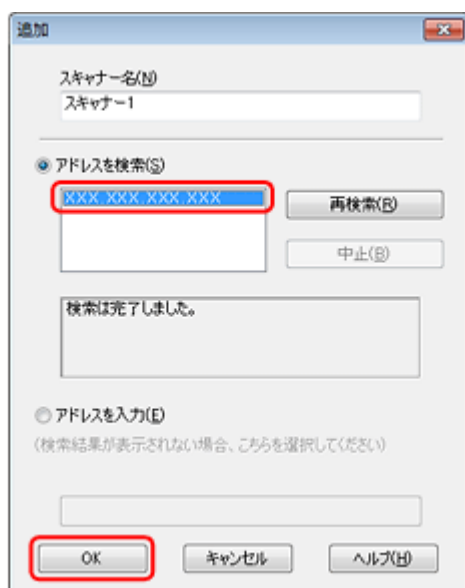 追加
スキャナー名(N)
スキャナー1
アドレスを検索(S)
XXX.XXX.XXX.XXX
再検索(R)
中止(B)
検索は完了しました。
アドレスを入力(E)
(検索結果が表示されない場合、こちらを選択してください)
OK
キャンセル
ヘルプ(H)